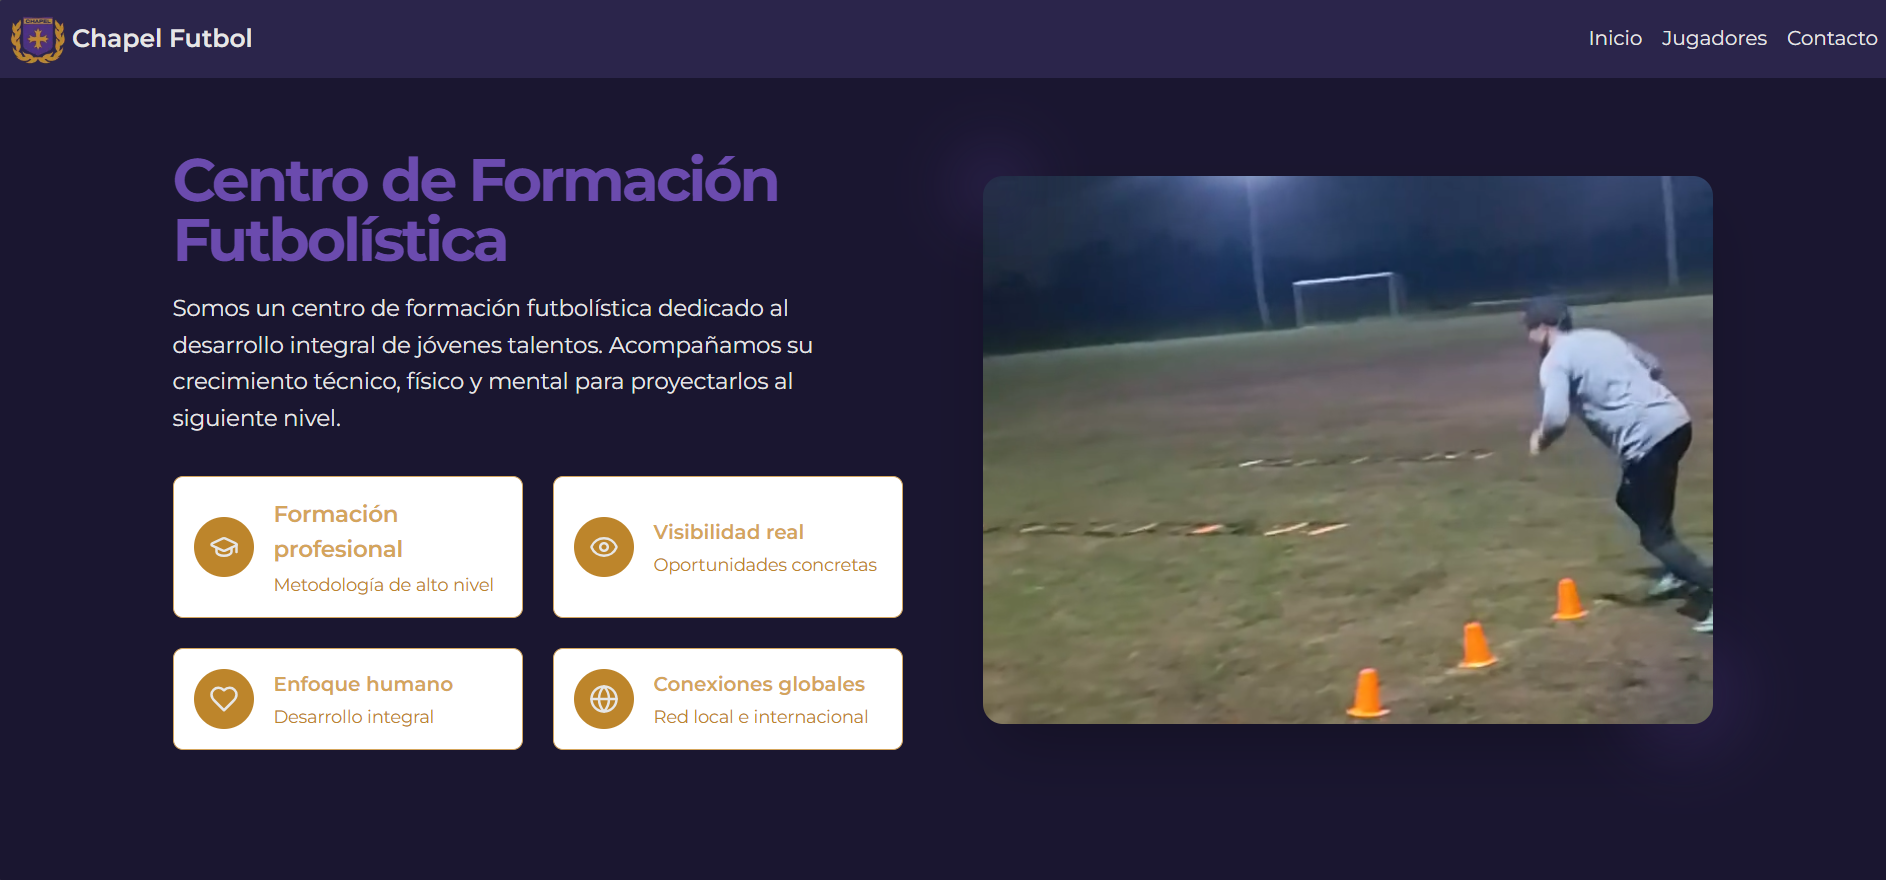 CHAPEL
Chapel Futbol
Inicio Jugadores Contacto
Centro de Formación
Futbolística
Somos un centro de formación futbolística dedicado al
desarrollo integral de jóvenes talentos. Acompañamos su
crecimiento técnico, físico y mental para proyectarlos al
siguiente nivel.
Formación
profesional
Metodología de alto nivel
Visibilidad real
Oportunidades concretas
Enfoque humano
Desarrollo integral
Conexiones globales
Red local e internacional